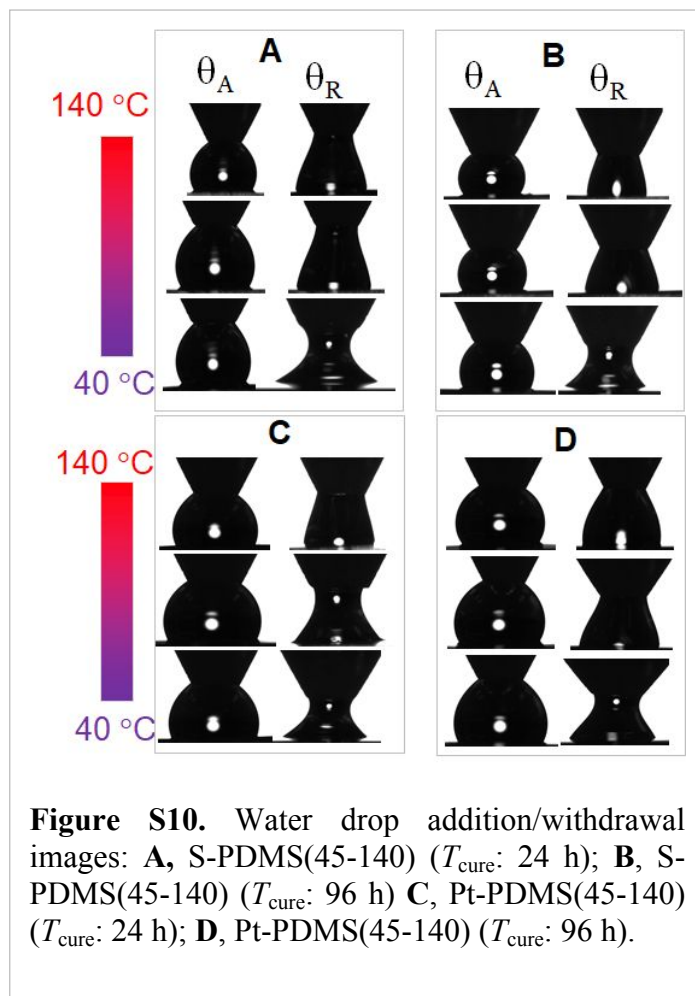 A
θA θR
B
θA θR
140 °C
40 °C
C
D
140 °C
40 °C
Figure S10. Water drop addition/withdrawal
images: A, S-PDMS(45-140) (Tcure: 24 h); B, S-
PDMS(45-140) (Tcure: 96 h) C, Pt-PDMS(45-140)
(Tcure: 24 h); D, Pt-PDMS(45-140) (Tcure: 96 h).